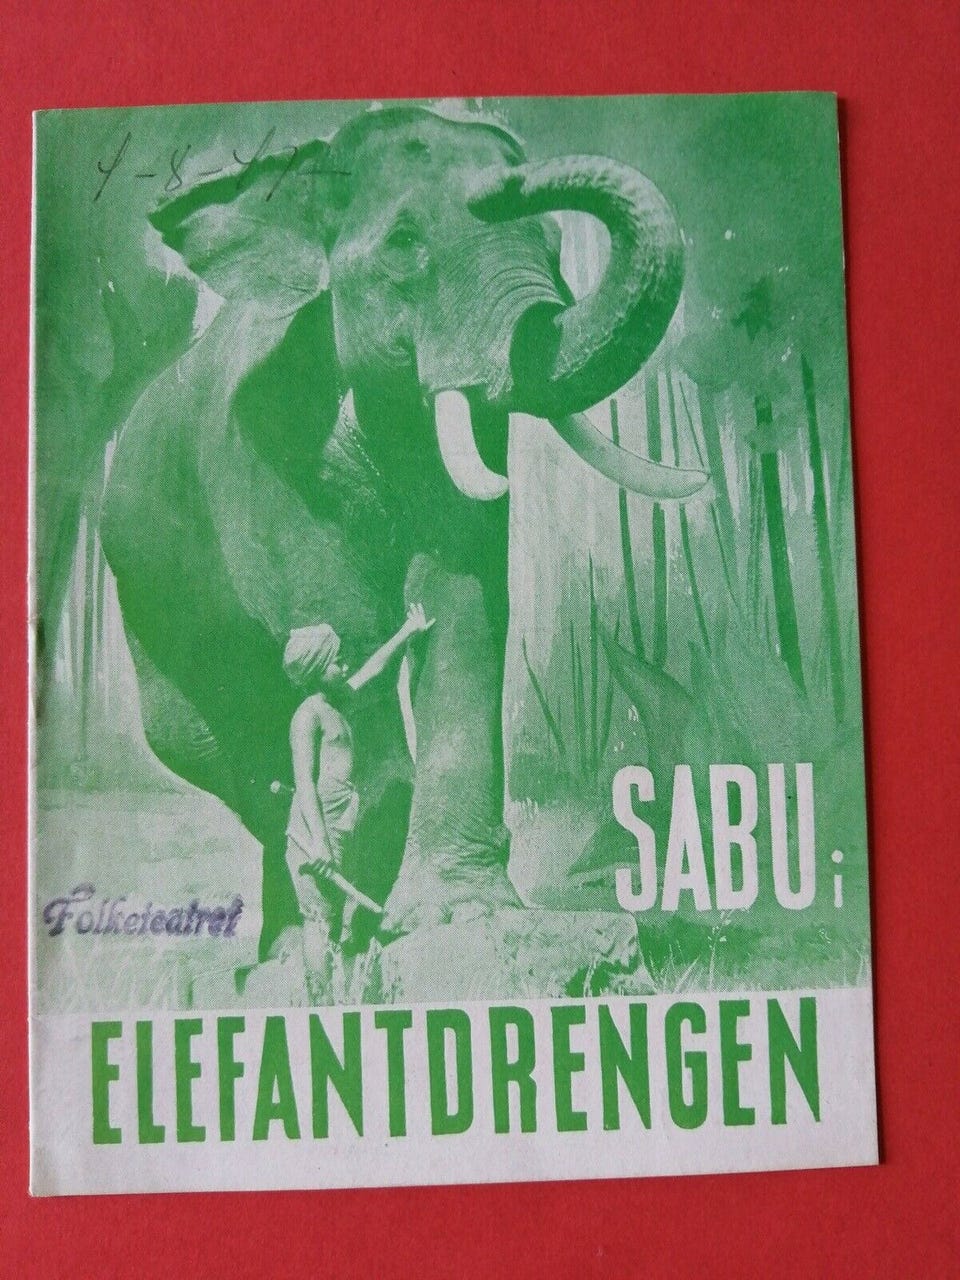 4-8-47-
SABU i
Folketeatret
ELEFANTDRENGEN